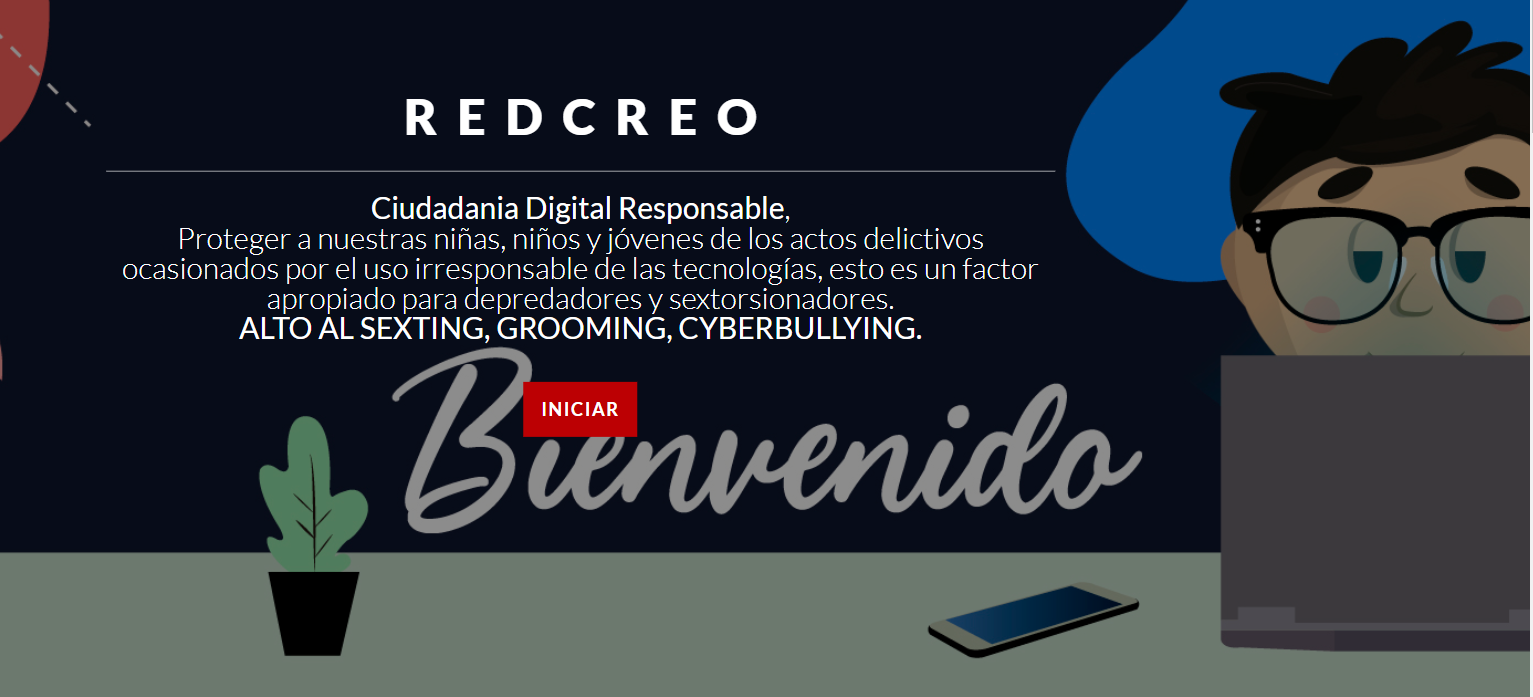 REDCREO
Ciudadania Digital Responsable,
Proteger a nuestras niñas, niños y jóvenes de los actos delictivos
ocasionados por el uso irresponsable de las tecnologías, esto es un factor
apropiado para depredadores y sextorsionadores.
ALTO AL SEXTING, GROOMING, CYBERBULLYING.
INICIAR
Bienvenido